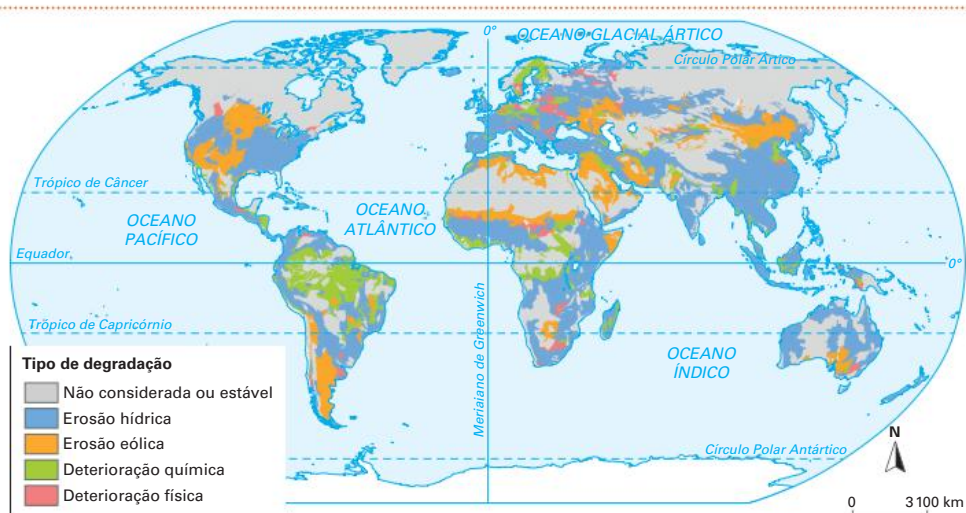 0°
OCEANO GLACIAL ÁRTICO
Círculo Polar Ártico
Trópico de Câncer
OCEANO
PACÍFICO
OCEANO
ATLÂNTICO
Equador
0°
Meriaiano de Greenwich
Trópico de Capricórnio
OCEANO
ÍNDICO
Círculo Polar Antártico
Tipo de degradação
Não considerada ou estável
Erosão hídrica
Erosão eólica
Deterioração química
Deterioração física
N
0 3 100 km